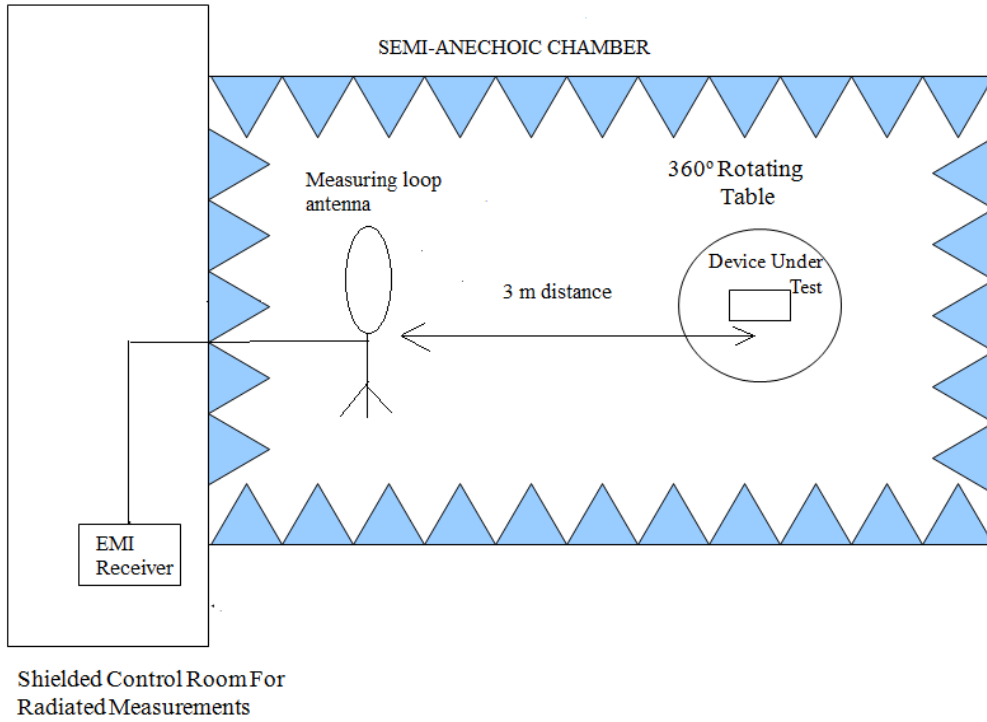 SEMI-ANECHOIC CHAMBER
360º Rotating
Table
Measuring loop
antenna
Device Under
Test
3 m distance
EMI
Receiver
Shielded Control Room For
Radiated Measurements